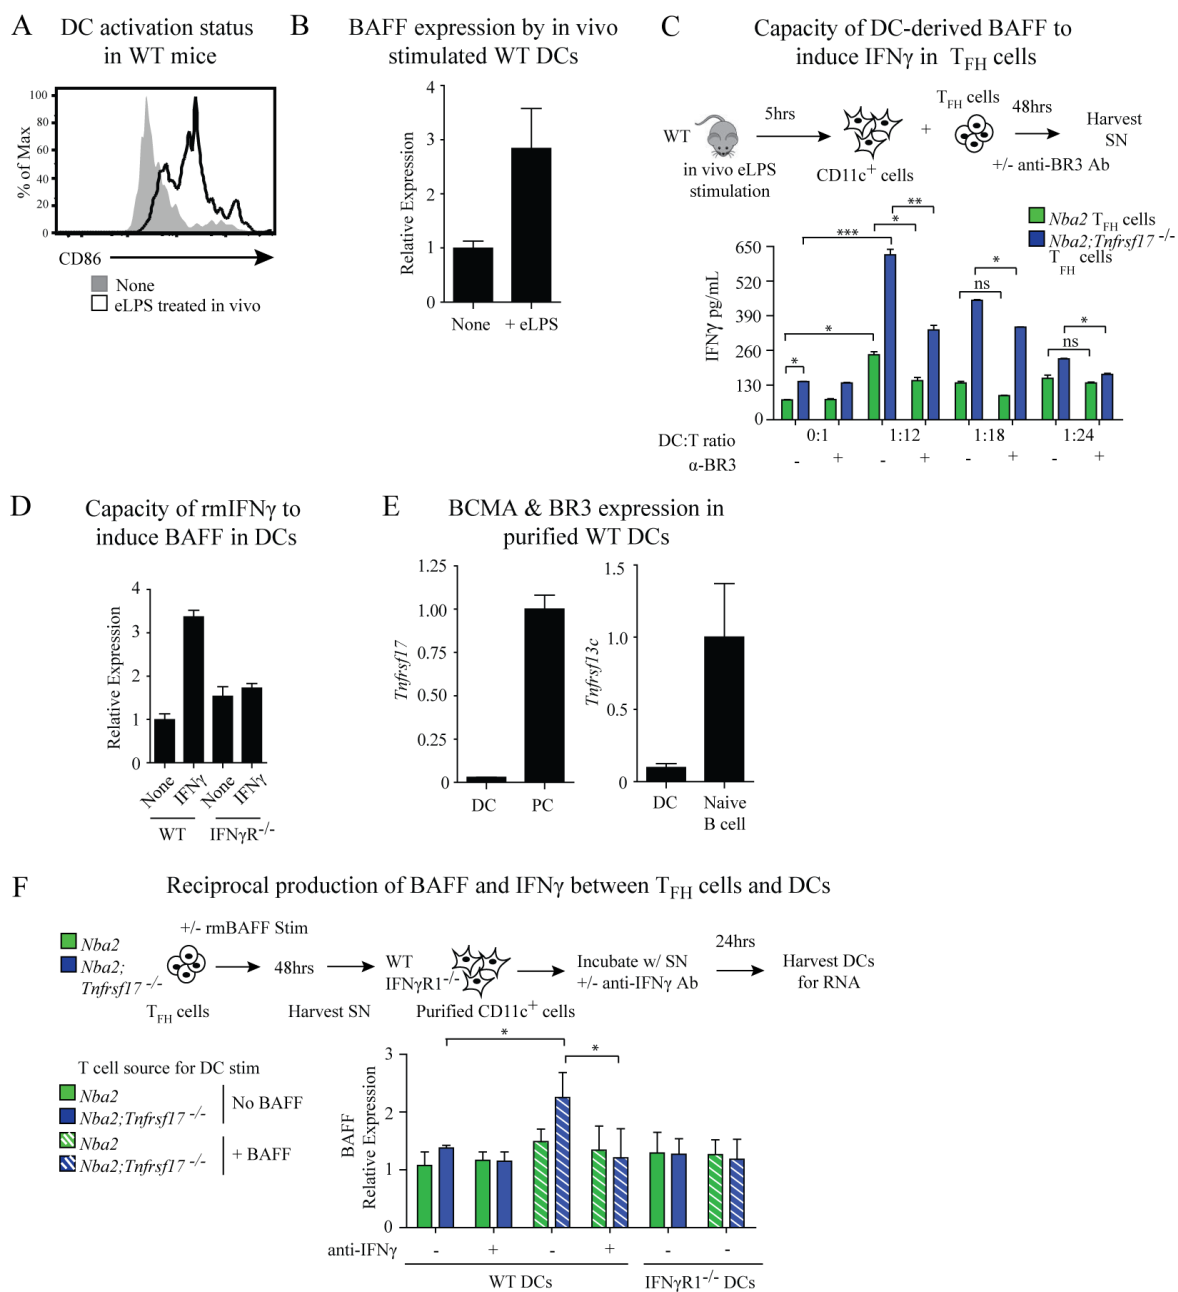 A
DC activation status
in WT mice
% of Max
100
80
60
40
20
0
CD86
None
eLPS treated in vivo
B
BAFF expression by in vivo
stimulated WT DCs
Relative Expression
4
3
2
1
0
None
+ eLPS
C
Capacity of DC-derived BAFF to
induce IFNγ in TFH cells
WT
in vivo eLPS
stimulation
5hrs
CD11c+ cells
+
TFH cells
48hrs
+/- anti-BR3 Ab
Harvest
SN
Nba2 TFH cells
Nba2;Tnfrsf17 -/-
TFH cells
IFNγ pg/mL
650
520
390
260
130
0
*
*
***
*
**
ns
*
ns
*
DC:T ratio
0:1
1:12
1:18
1:24
α-BR3
- + - + - + - +
D
Capacity of rmIFNγ to
induce BAFF in DCs
Relative Expression
4
3
2
1
0
None
IFNγ
None
IFNγ
WT
IFNγR-/-
E
BCMA & BR3 expression in
purified WT DCs
Tnfrsf17
1.25
1.00
0.75
0.50
0.25
0
DC
PC
Tnfrsf13c
1.5
1.0
0.5
0
DC
Naive
B cell
F
Reciprocal production of BAFF and IFNγ between TFH cells and DCs
Nba2
Nba2;
Tnfrsf17 -/-
+/- rmBAFF Stim
TFH cells
48hrs
Harvest SN
WT
IFNγR1-/-
Purified CD11c+ cells
Incubate w/ SN
+/- anti-IFNγ Ab
24hrs
Harvest DCs
for RNA
T cell source for DC stim
Nba2
Nba2;Tnfrsf17 -/-
No BAFF
Nba2
Nba2;Tnfrsf17 -/-
+ BAFF
BAFF
Relative Expression
3
2
1
0
*
*
anti-IFNγ
- + - + - -
WT DCs
IFNγR1-/- DCs